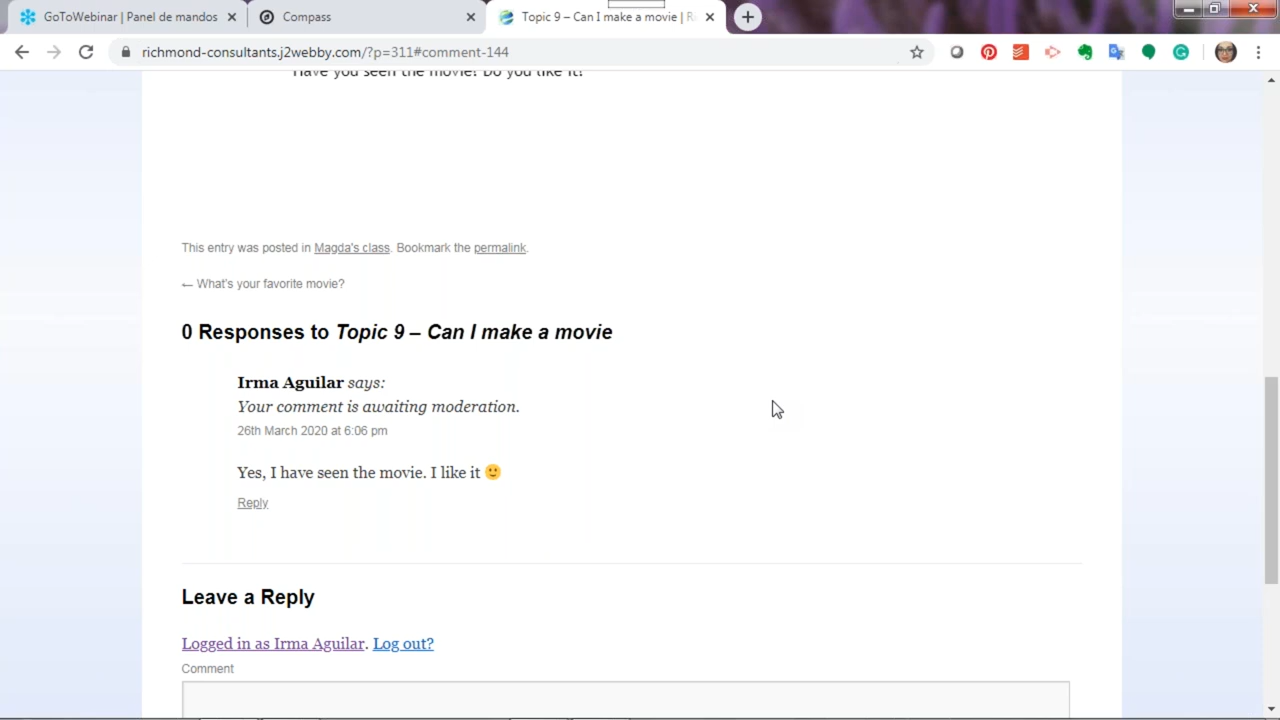 GoToWebinar | Panel de mandos
Compass
Topic 9 – Can I make a movie |
richmond-consultants.j2webby.com/?p=311#comment-144
Have you seen the movie? Do you like it?
This entry was posted in Magda's class. Bookmark the permalink.
← What's your favorite movie?
0 Responses to Topic 9 – Can I make a movie
Irma Aguilar says:
Your comment is awaiting moderation.
26th March 2020 at 6:06 pm
Yes, I have seen the movie. I like it 🙂
Reply
Leave a Reply
Logged in as Irma Aguilar. Log out?
Comment